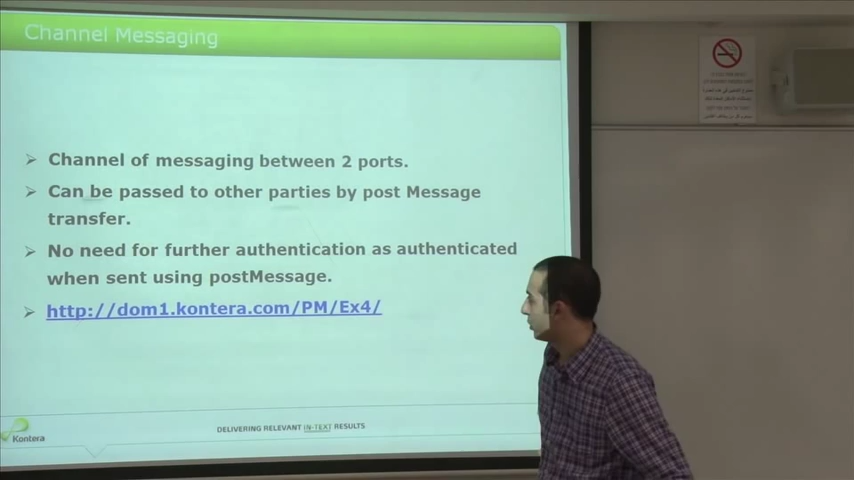 Channel Messaging
Channel of messaging between 2 ports.
Can be passed to other parties by post Message
transfer.
No need for further authentication as authenticated
when sent using postMessage.
http://dom1.kontera.com/PM/Ex4/
Kontera
DELIVERING RELEVANT IN-TEXT RESULTS